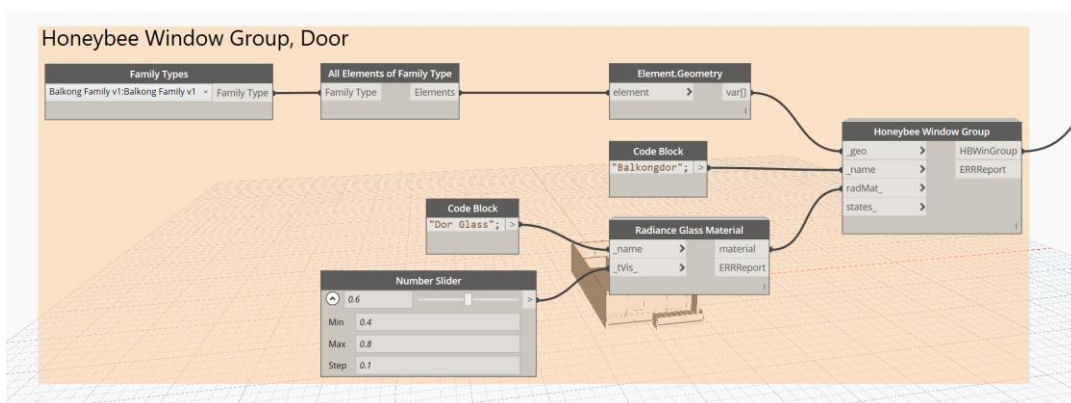 Honeybee Window Group, Door
Family Types
Balkong Family v1:Balkong Family v1
Family Type
All Elements of Family Type
Family Type
Elements
Element.Geometry
element >
var[]
Code Block
"Balkongdor"; >
Honeybee Window Group
_geo >
HBWinGroup
_name >
ERRReport
radMat_ >
states_ >
Code Block
"Dor Glass"; >
Radiance Glass Material
_name >
material
_tVis_ >
ERRReport
Number Slider
0.6
>
Min 0.4
Max 0.8
Step 0.1